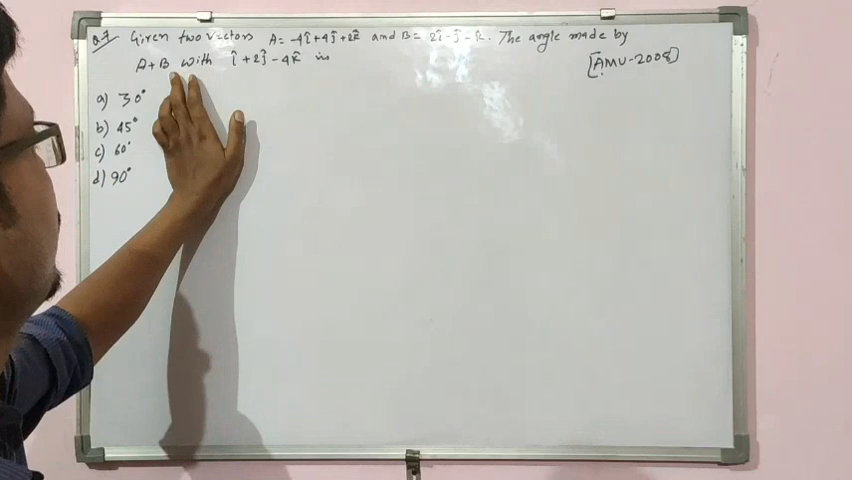 Q.7 Given two vectors A = -4î+4ĵ+2k̂ and B = 2î-ĵ-k̂. The angle made by
A+B with î+2ĵ-4k̂ is [AMU-2008]
a) 30°
b) 45°
c) 60°
d) 90°